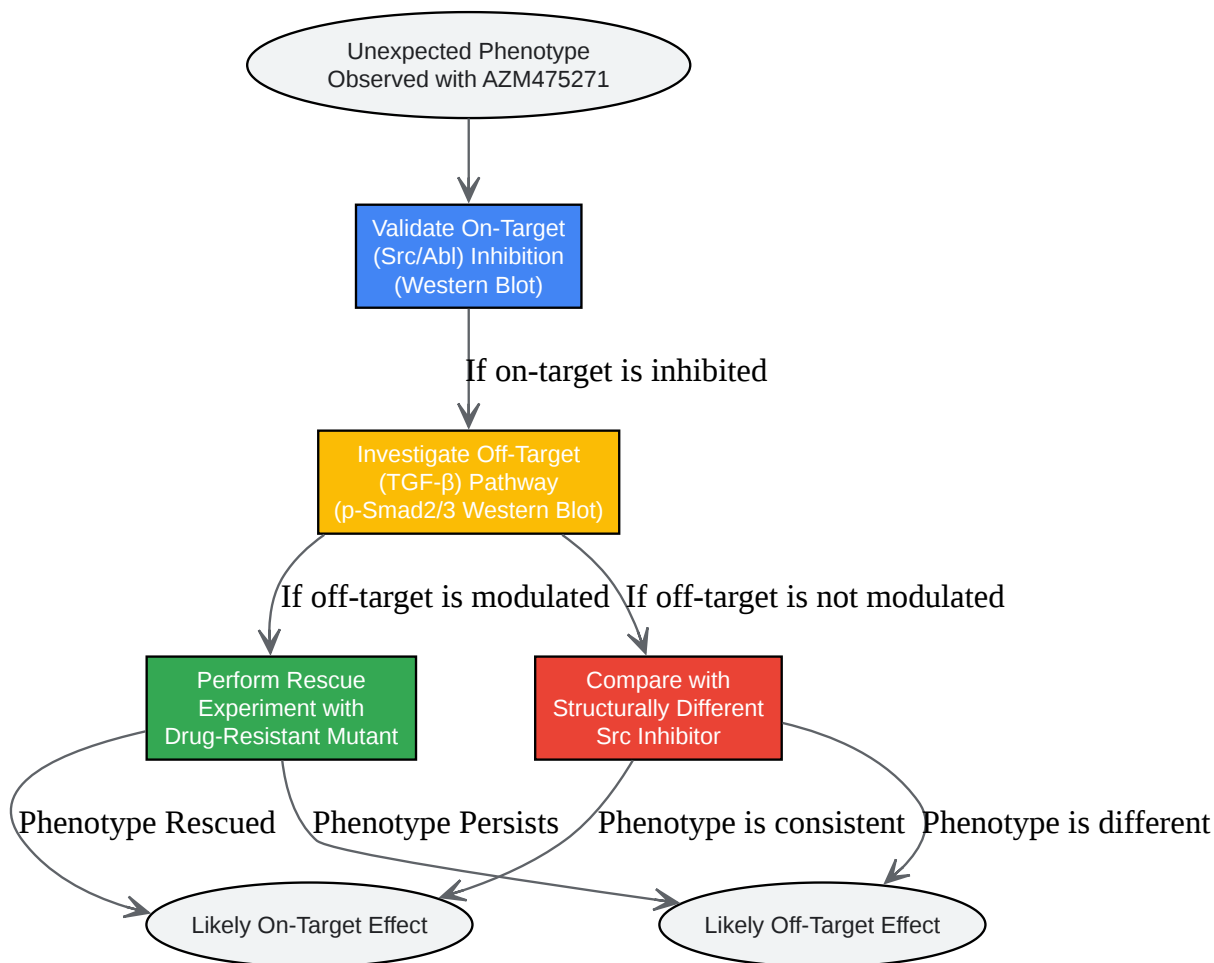 Unexpected Phenotype
Observed with AZM475271
Validate On-Target
(Src/Abl) Inhibition
(Western Blot)
If on-target is inhibited
Investigate Off-Target
(TGF-β) Pathway
(p-Smad2/3 Western Blot)
If off-target is modulated
If off-target is not modulated
Perform Rescue
Experiment with
Drug-Resistant Mutant
Compare with
Structurally Different
Src Inhibitor
Phenotype Rescued
Phenotype Persists
Phenotype is consistent
Phenotype is different
Likely On-Target Effect
Likely Off-Target Effect